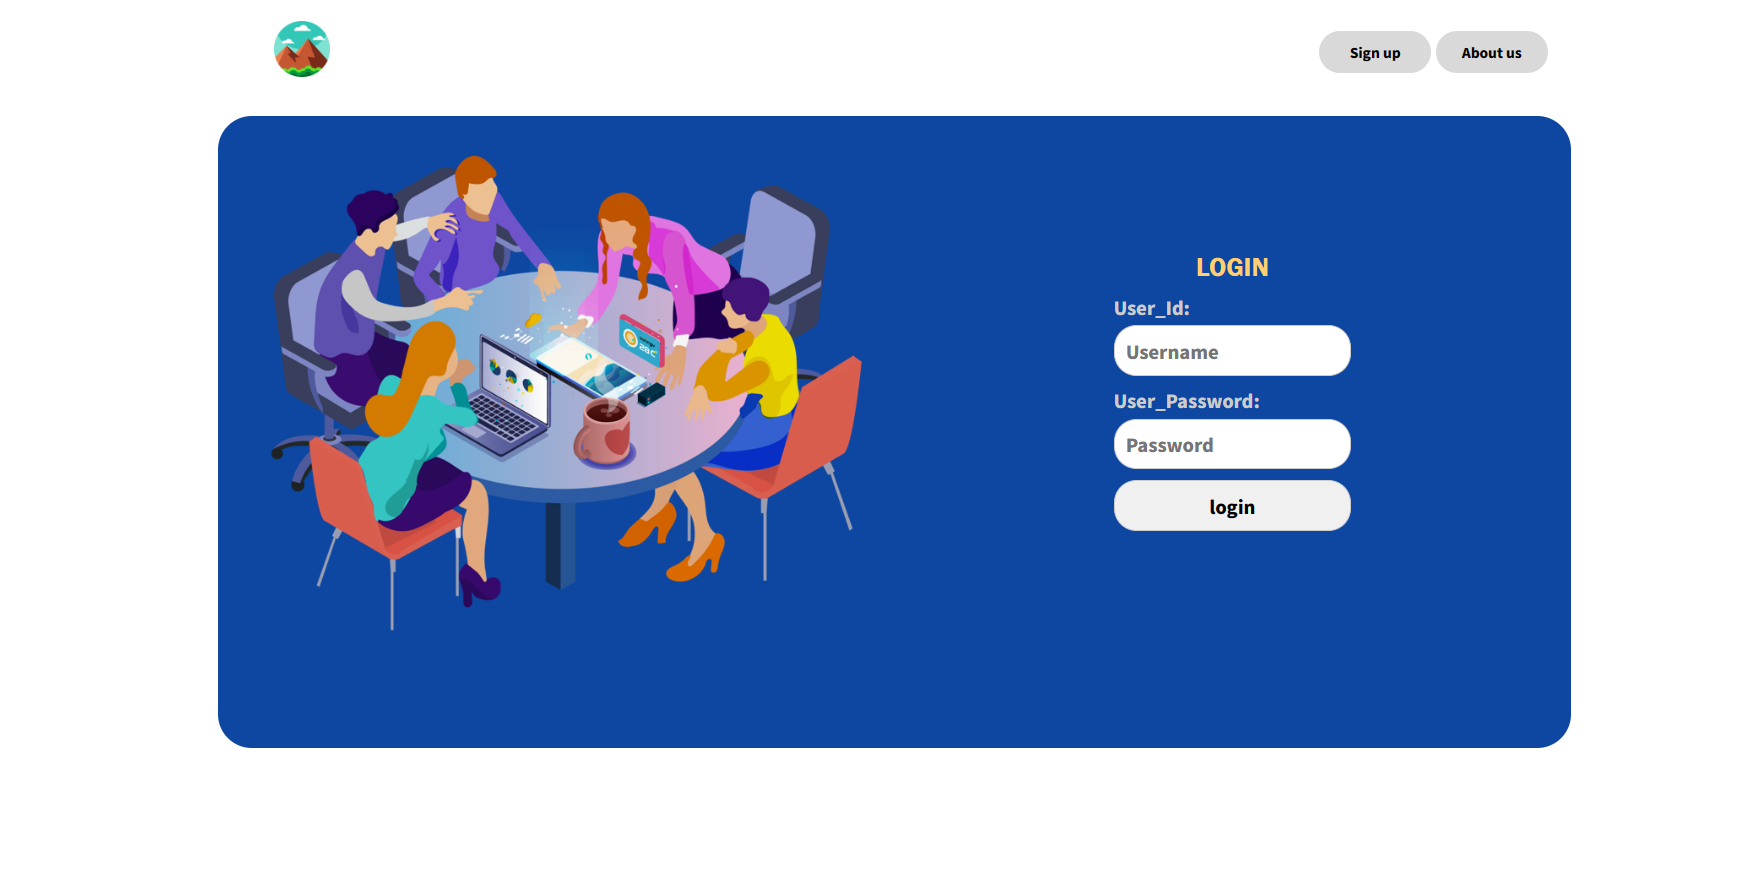 Sign up
About us
LOGIN
User_Id:
Username
User_Password:
Password
login